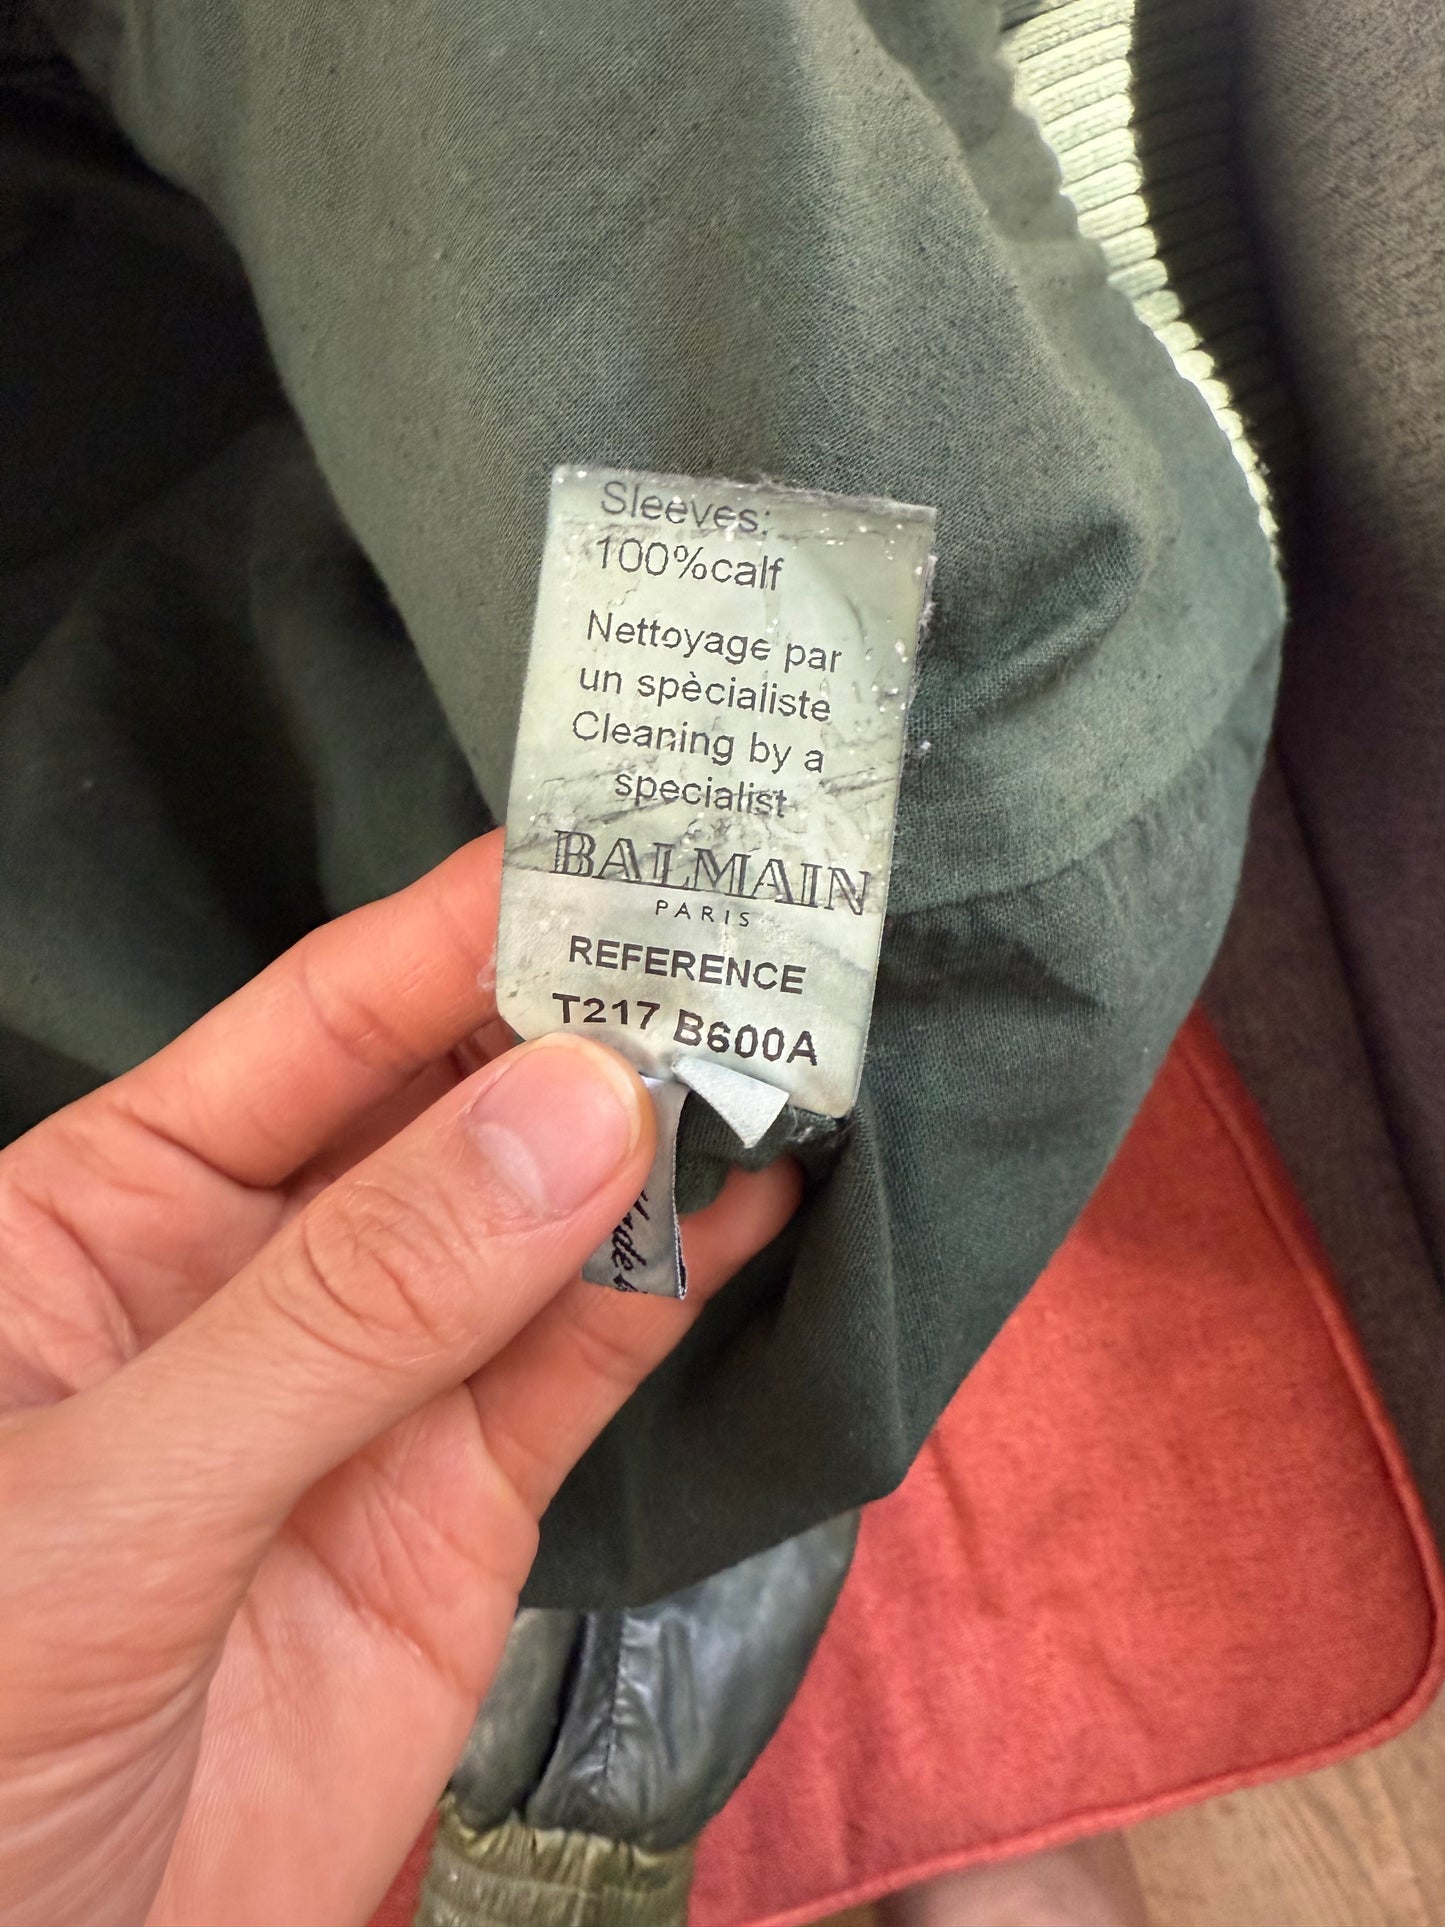 Sleeves:
100%calf
Nettoyage par
un spècialiste
Cleaning by a
specialist
BALMAIN
PARIS
REFERENCE
T217 B600A